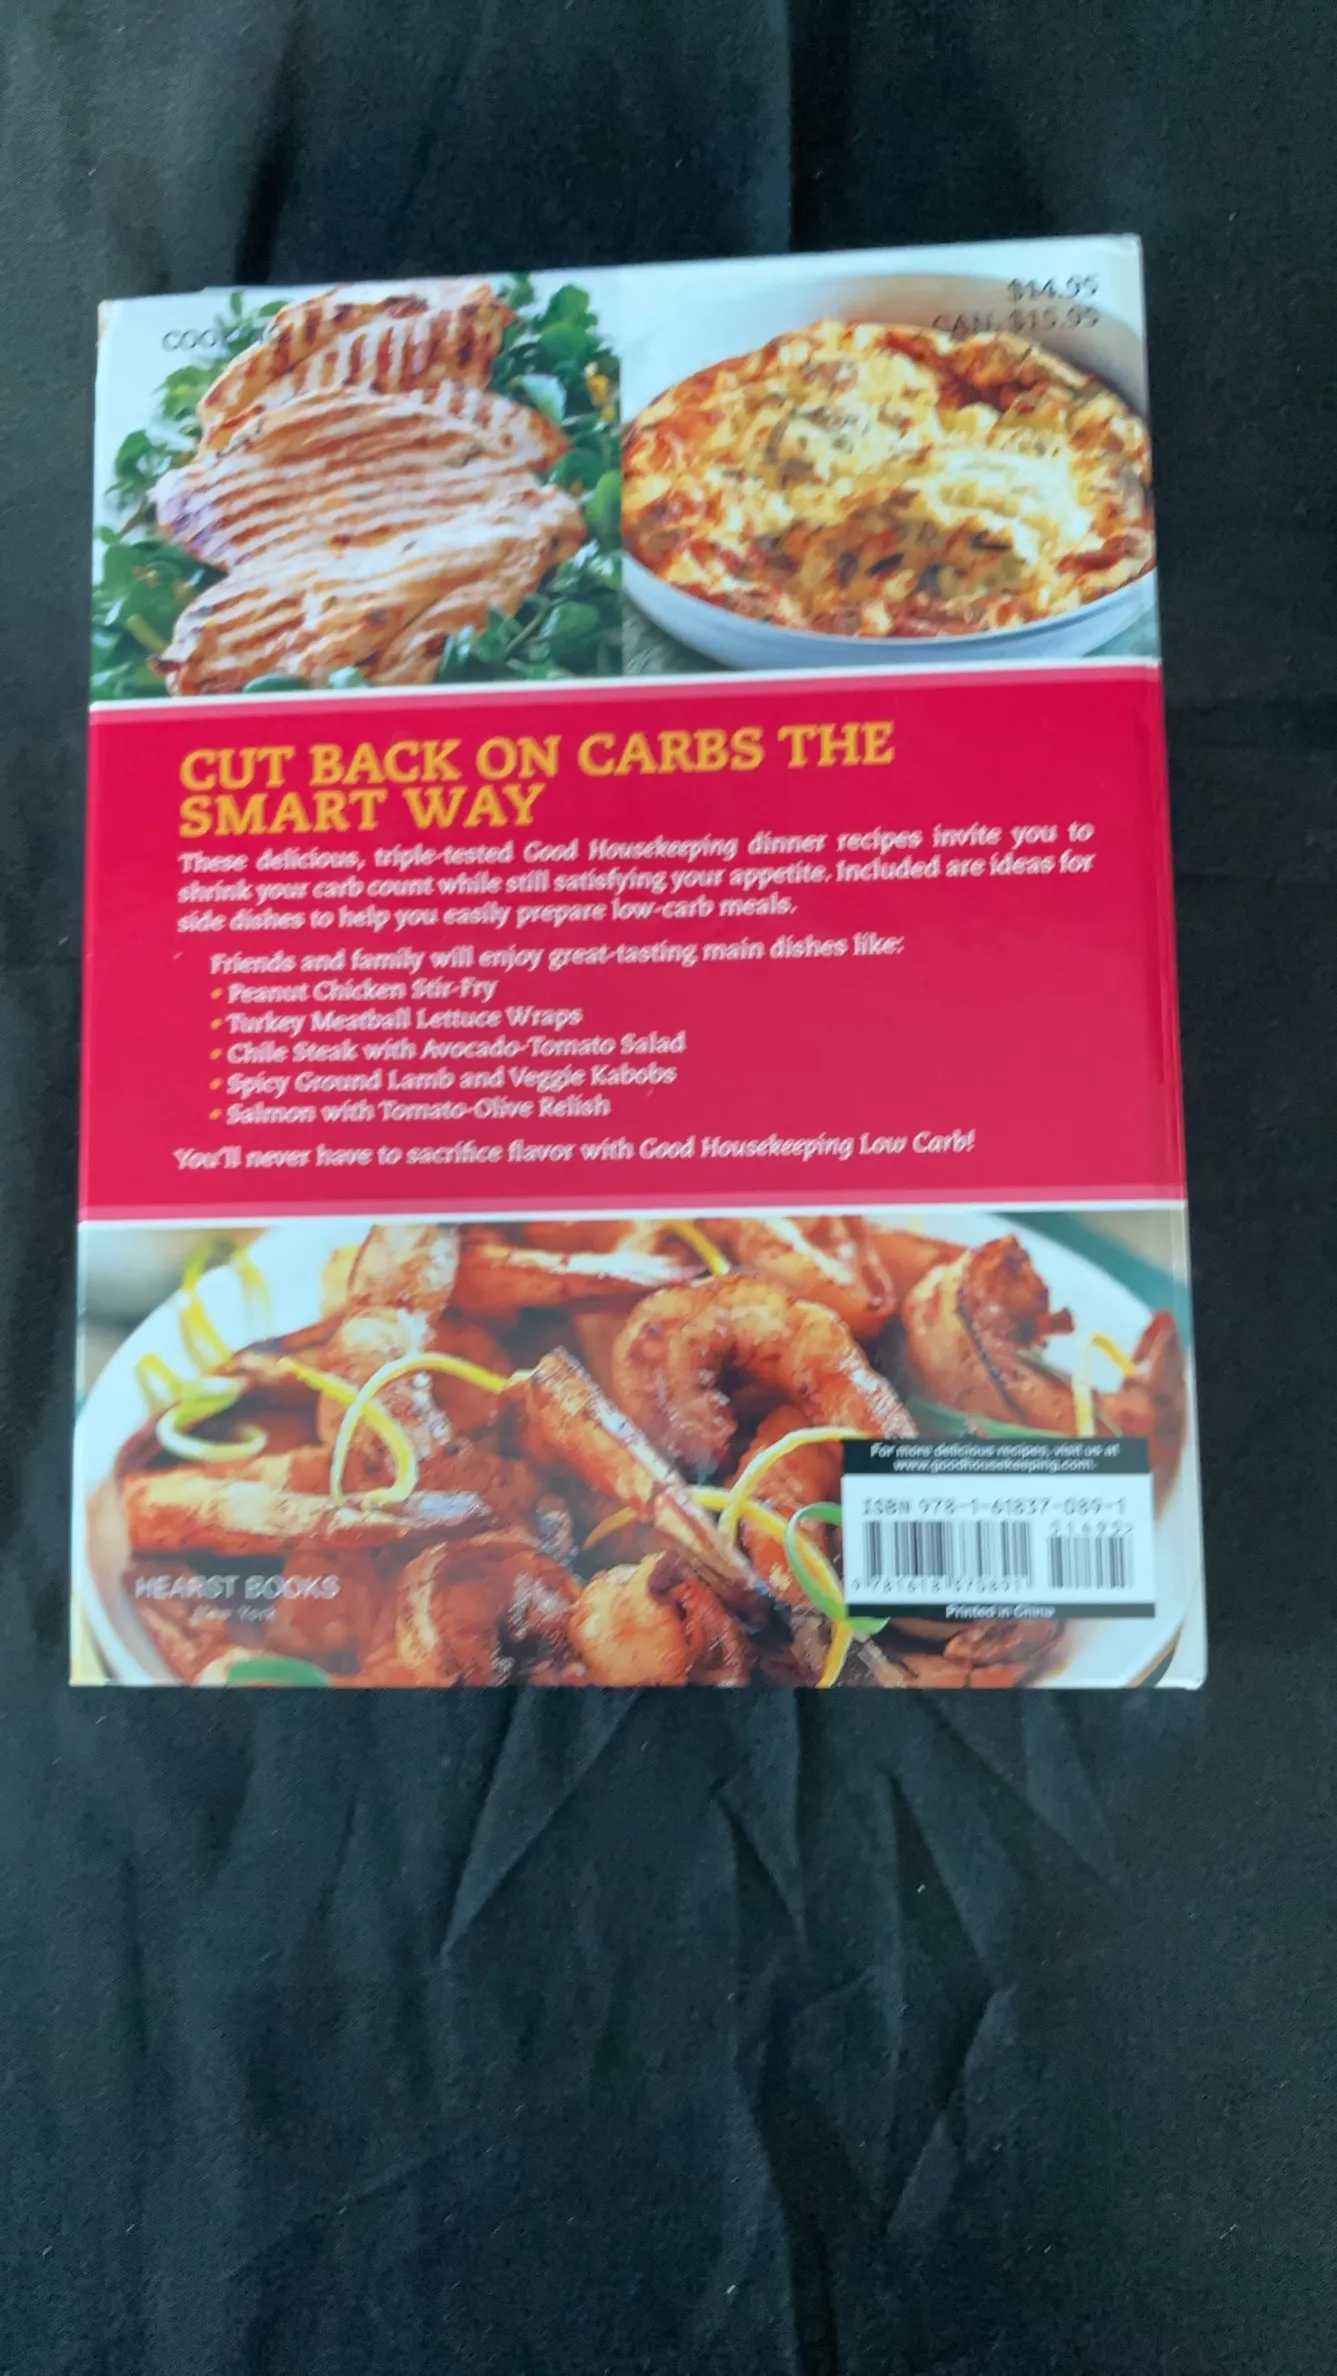 COOKING
$14.95
CAN. $15.95
CUT BACK ON CARBS THE
SMART WAY
These delicious, triple-tested Good Housekeeping dinner recipes invite you to
shrink your carb count while still satisfying your appetite. Included are ideas for
side dishes to help you easily prepare low-carb meals.
Friends and family will enjoy great-tasting main dishes like:
• Peanut Chicken Stir-Fry
• Turkey Meatball Lettuce Wraps
• Chile Steak with Avocado-Tomato Salad
• Spicy Ground Lamb and Veggie Kabobs
• Salmon with Tomato-Olive Relish
You'll never have to sacrifice flavor with Good Housekeeping Low Carb!
For more delicious recipes, visit us at
www.goodhousekeeping.com.
ISBN 978-1-61837-089-1
51495>
9 781618 370891
HEARST BOOKS
New York
Printed in China